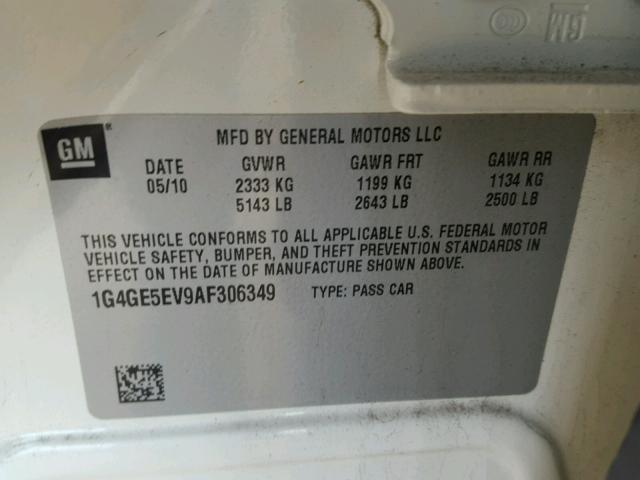 GM
GM
MFD BY GENERAL MOTORS LLC
DATE GVWR GAWR FRT GAWR RR
05/10 2333 KG 1199 KG 1134 KG
5143 LB 2643 LB 2500 LB
THIS VEHICLE CONFORMS TO ALL APPLICABLE U.S. FEDERAL MOTOR
VEHICLE SAFETY, BUMPER, AND THEFT PREVENTION STANDARDS IN
EFFECT ON THE DATE OF MANUFACTURE SHOWN ABOVE.
1G4GE5EV9AF306349 TYPE: PASS CAR